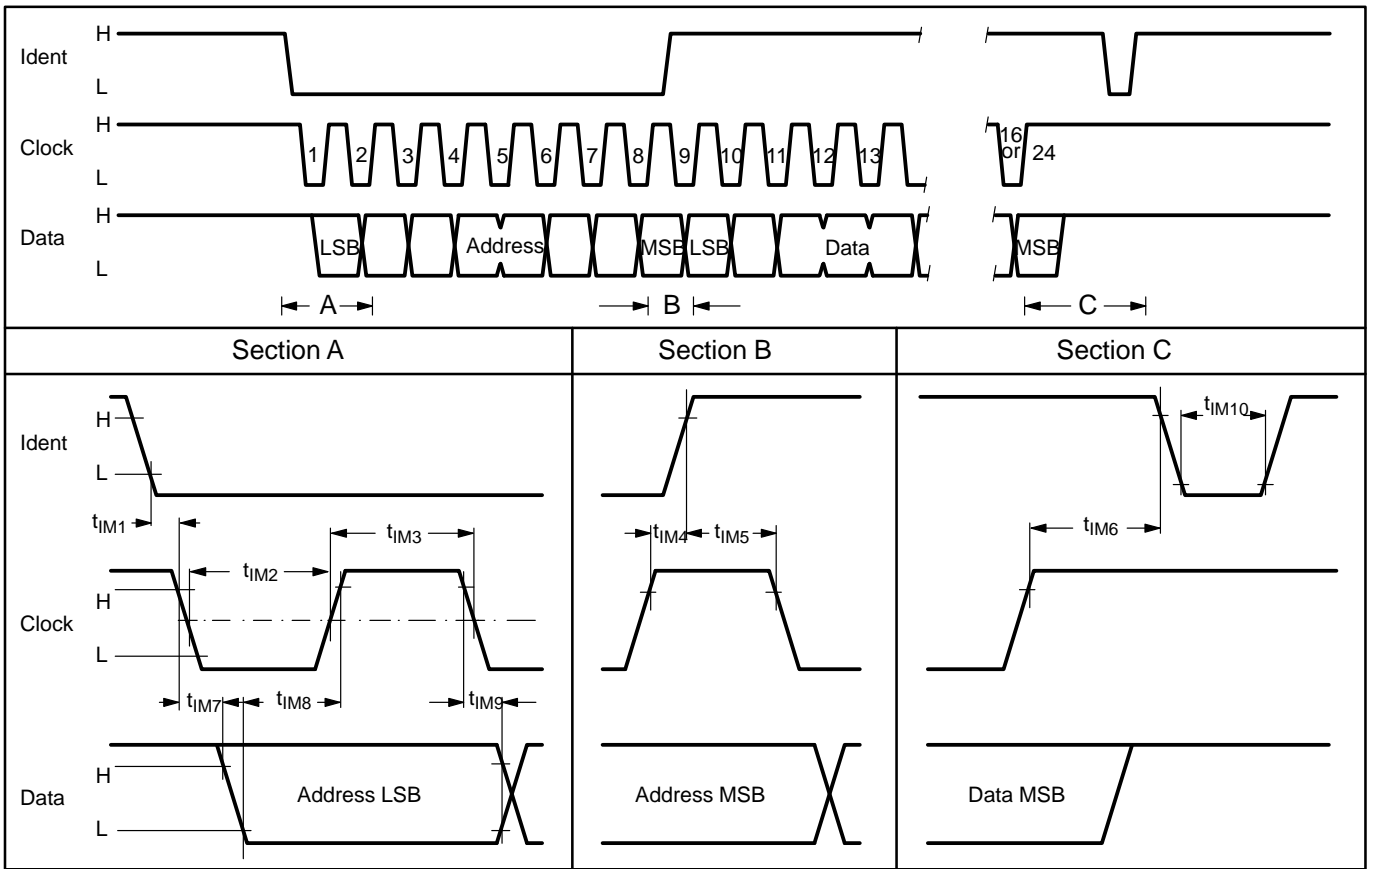 H
Ident
L
H
Clock
L
1 2 3 4 5 6 7 8 9 10 11 12 13 16 or 24
H
Data
L
LSB Address MSB LSB Data MSB
A B C
Section A Section B Section C
H
Ident
L
tIM10
tIM1 tIM3 tIM4 tIM5 tIM6
tIM2
H
Clock
L
tIM7 tIM8 tIM9
H
Data
L
Address LSB Address MSB Data MSB